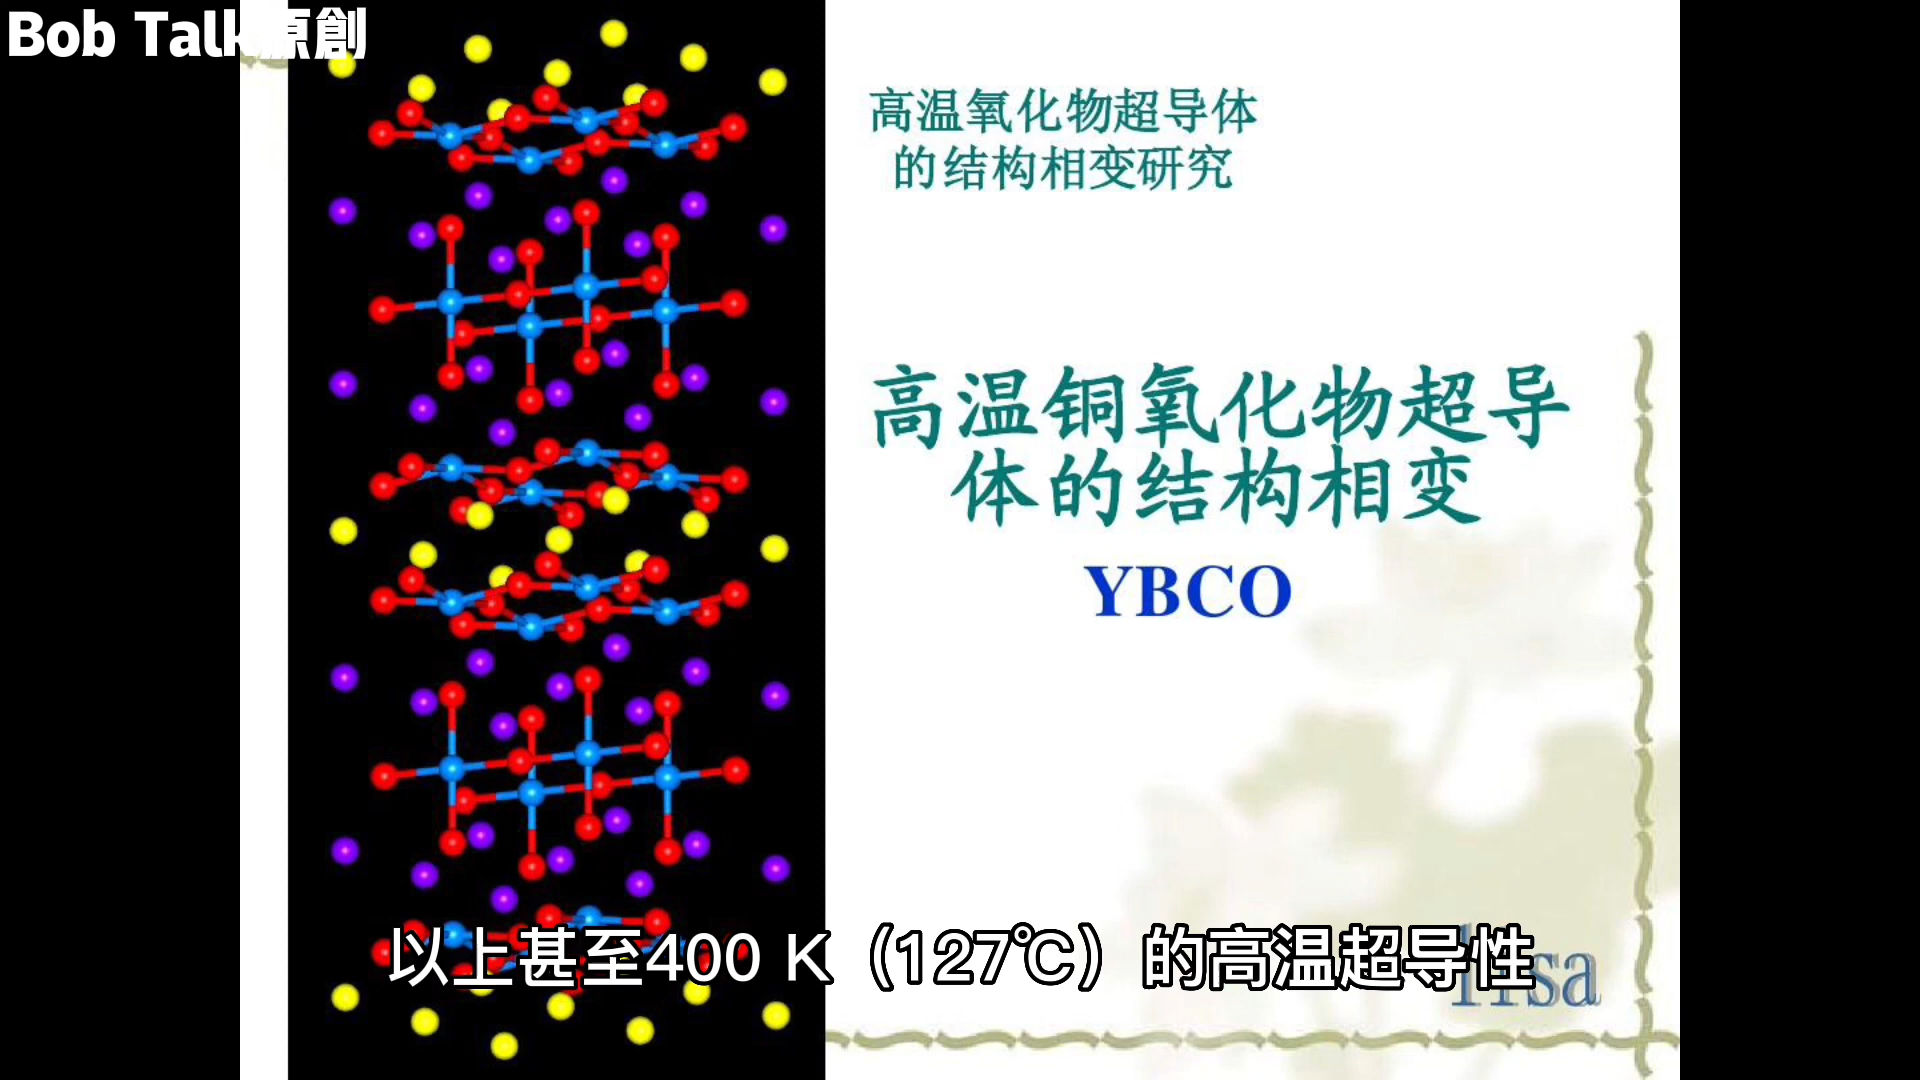 Bob Talk原創
高温氧化物超导体
的结构相变研究
高温铜氧化物超导
体的结构相变
YBCO
以上甚至400 K（127℃）的高温超导性